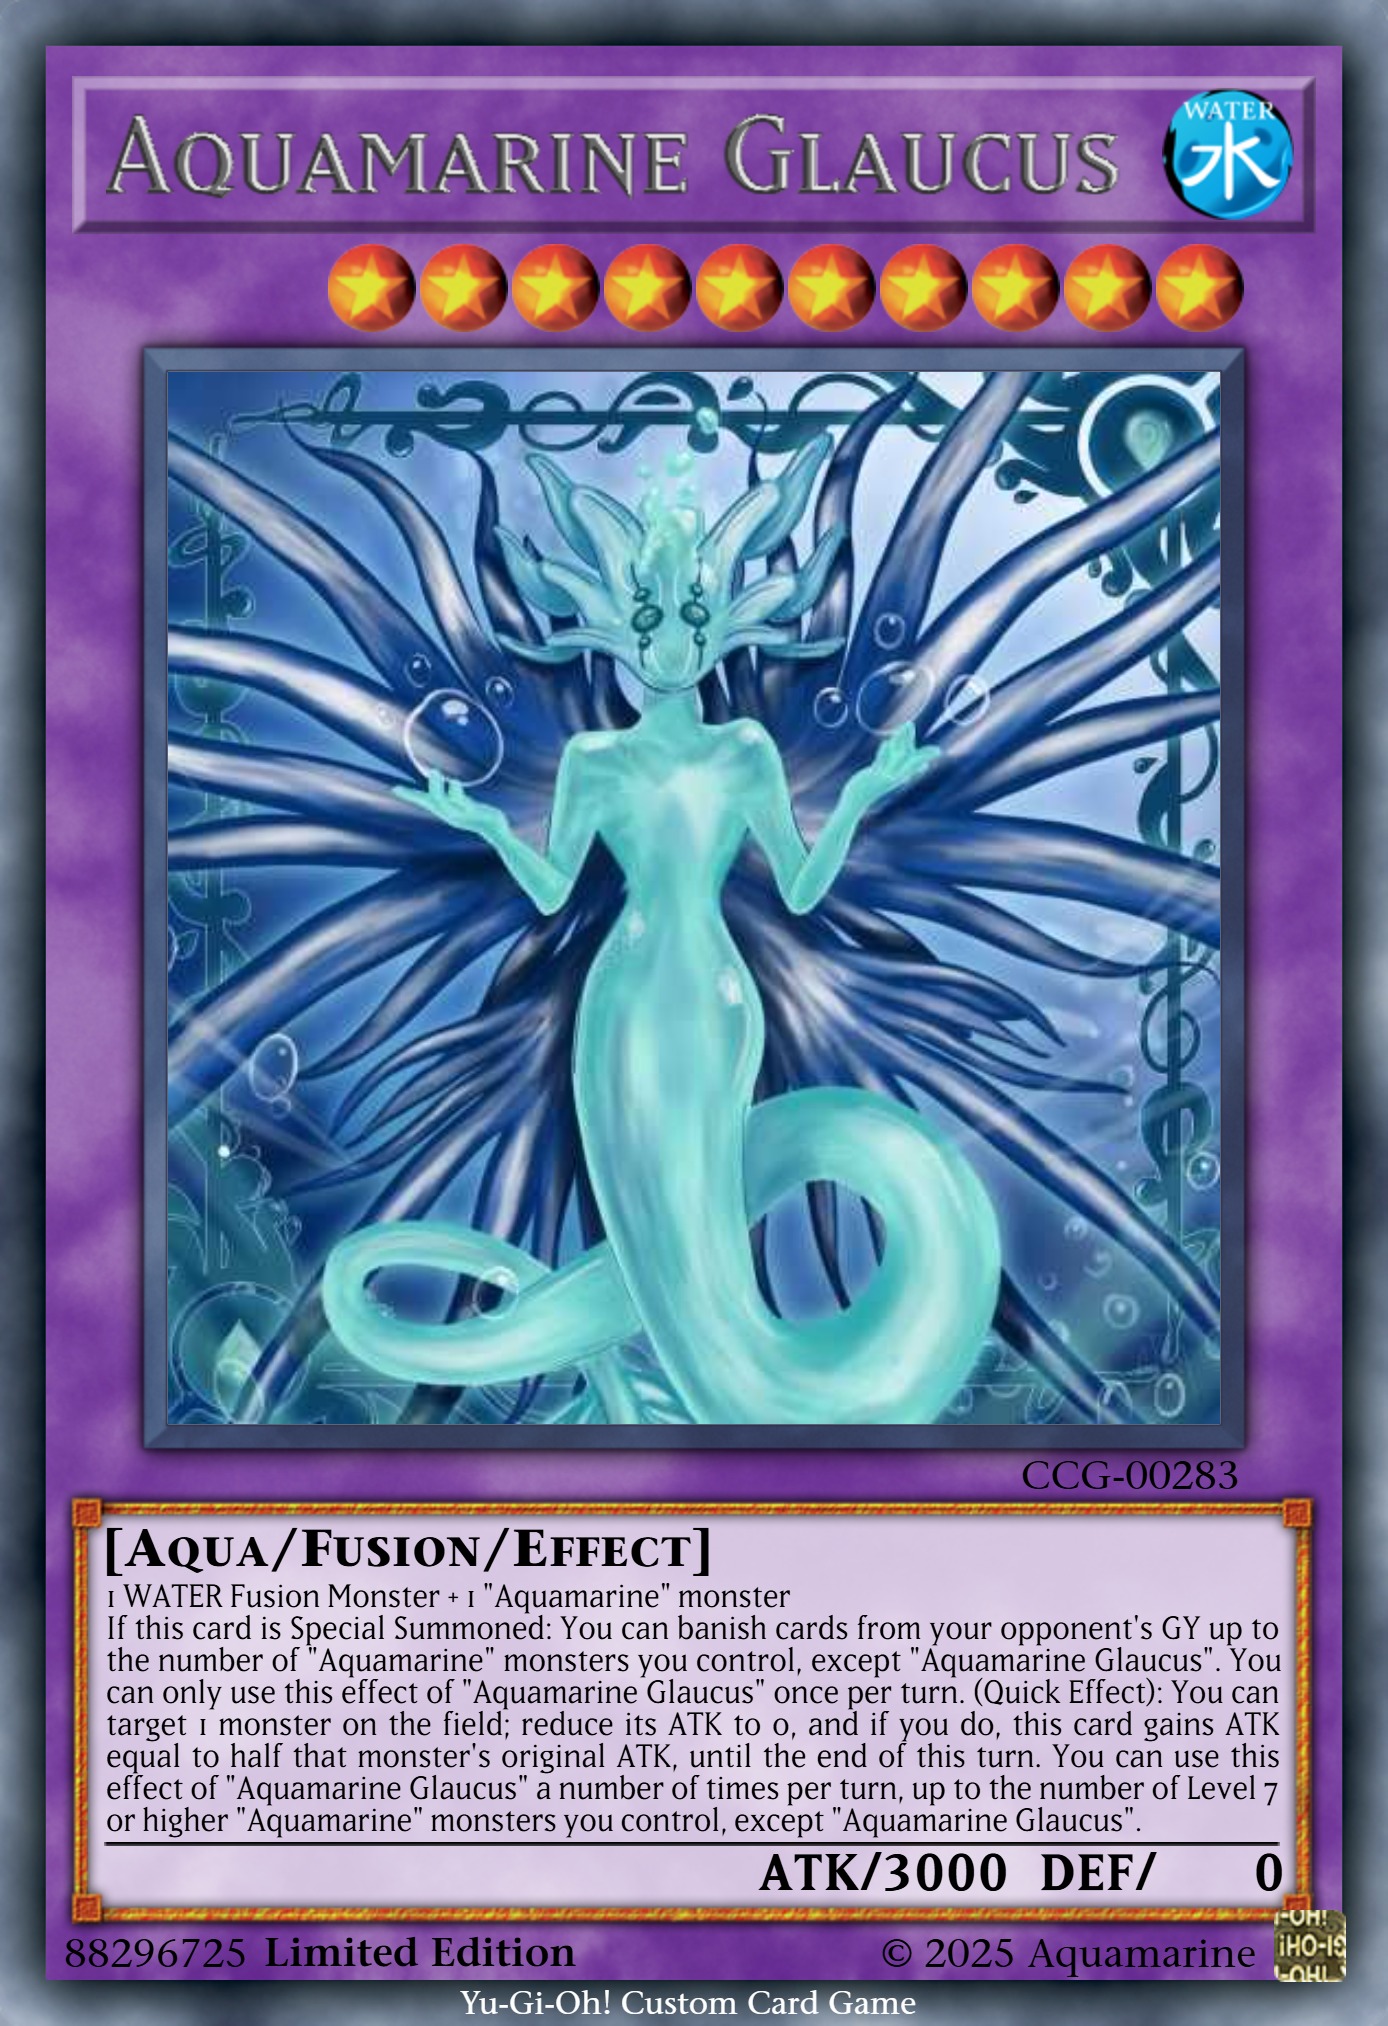 Aquamarine Glaucus
WATER
水
CCG-00283
[Aqua/Fusion/Effect]
1 WATER Fusion Monster + 1 "Aquamarine" monster
If this card is Special Summoned: You can banish cards from your opponent's GY up to
the number of "Aquamarine" monsters you control, except "Aquamarine Glaucus". You
can only use this effect of "Aquamarine Glaucus" once per turn. (Quick Effect): You can
target 1 monster on the field; reduce its ATK to 0, and if you do, this card gains ATK
equal to half that monster's original ATK, until the end of this turn. You can use this
effect of "Aquamarine Glaucus" a number of times per turn, up to the number of Level 7
or higher "Aquamarine" monsters you control, except "Aquamarine Glaucus".
ATK/3000 DEF/ 0
88296725 Limited Edition © 2025 Aquamarine
Yu-Gi-Oh! Custom Card Game